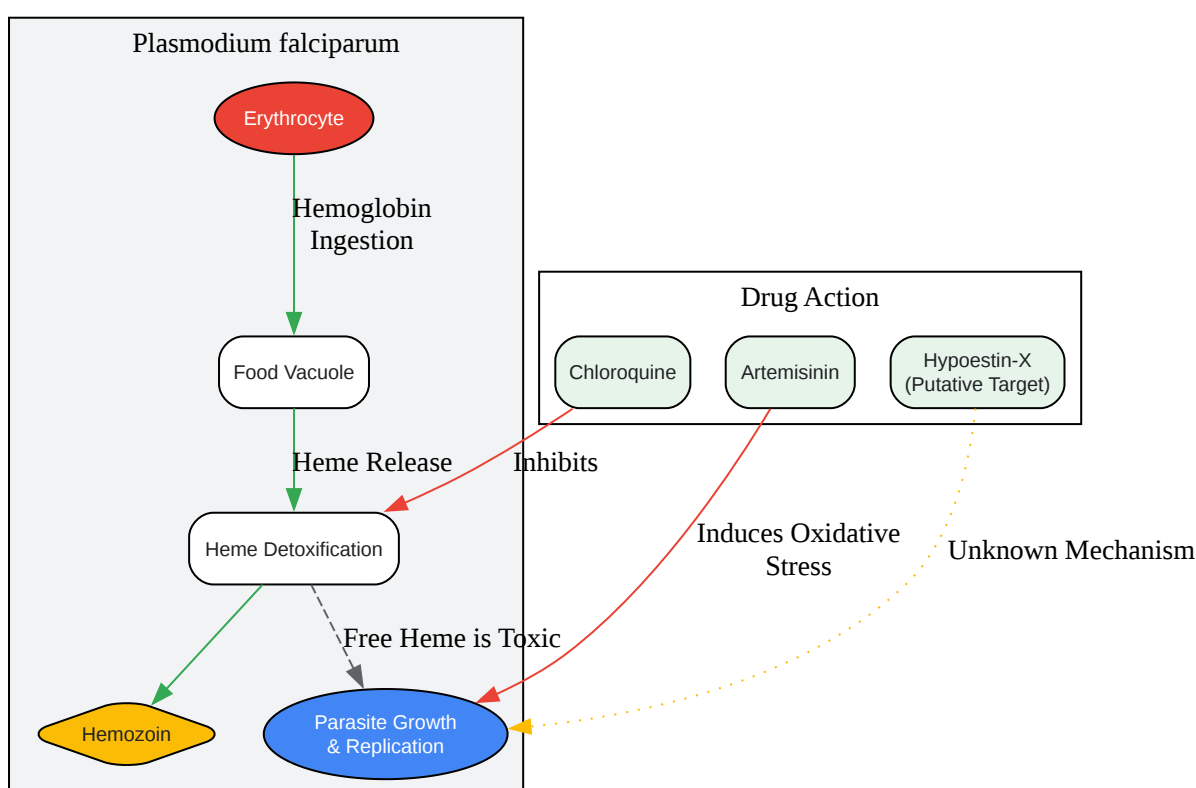 Plasmodium falciparum
Erythrocyte
Hemoglobin
Ingestion
Drug Action
Food Vacuole
Chloroquine
Artemisinin
Hypoestin-X
(Putative Target)
Heme Release
Inhibits
Induces Oxidative
Stress
Unknown Mechanism
Heme Detoxification
Free Heme is Toxic
Hemozoin
Parasite Growth
& Replication